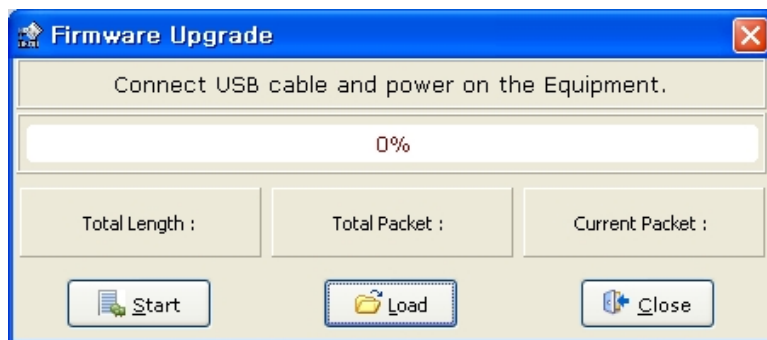 Firmware Upgrade
Connect USB cable and power on the Equipment.
0%
Total Length :
Total Packet :
Current Packet :
Start
Load
Close